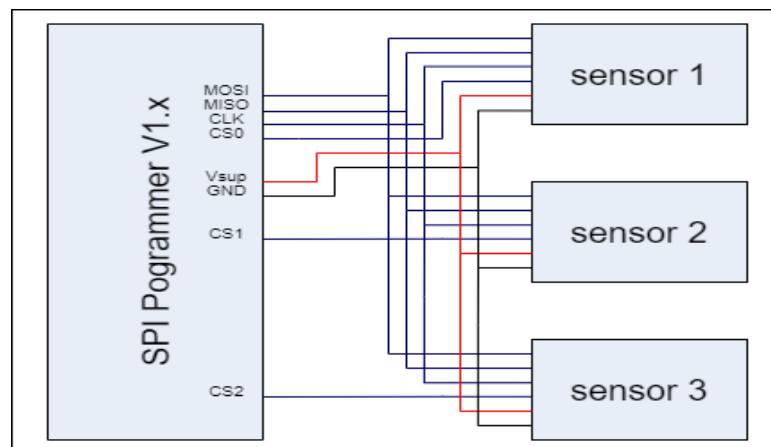 SPI Pogrammer V1.x
MOSI
MISO
CLK
CS0
Vsup
GND
CS1
CS2
sensor 1
sensor 2
sensor 3